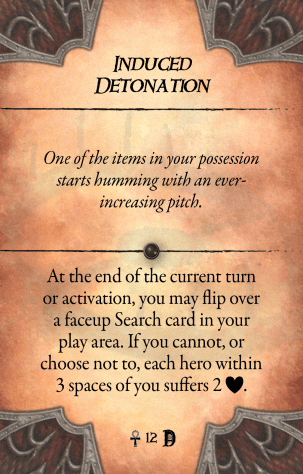 INDUCED
DETONATION
One of the items in your possession
starts humming with an ever-
increasing pitch.
At the end of the current turn
or activation, you may flip over
a faceup Search card in your
play area. If you cannot, or
choose not to, each hero within
3 spaces of you suffers 2 ♥.
☥ 12 D